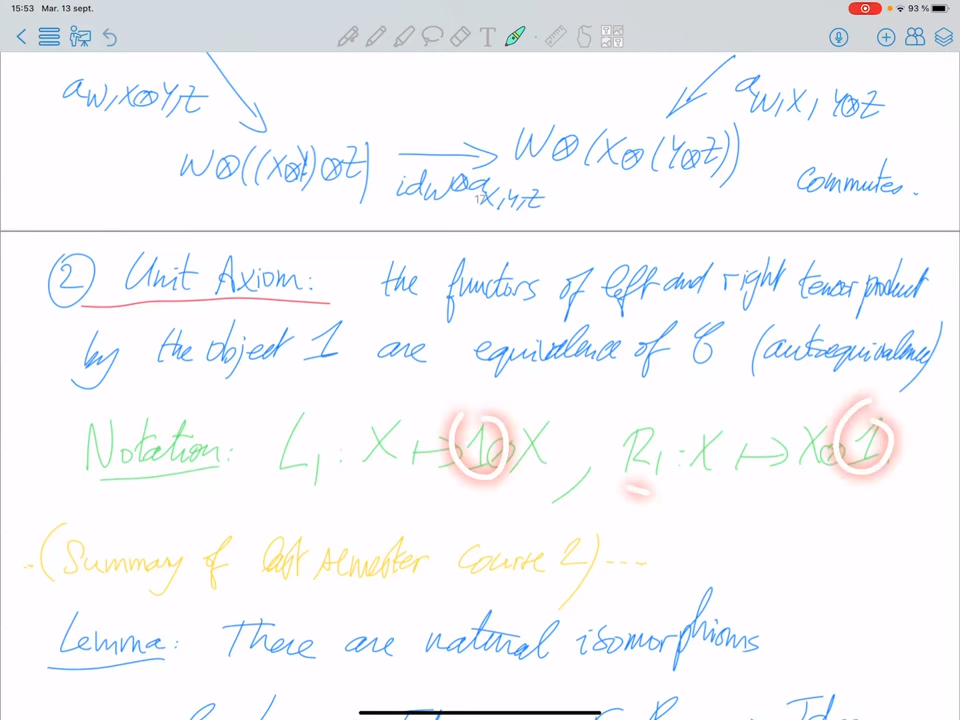 15:53 Mar. 13 sept. 93 %
a_{W,X⊗Y,Z} a_{W,X,Y⊗Z}
W⊗((X⊗Y)⊗Z) → W⊗(X⊗(Y⊗Z))
id_W⊗a_{X,Y,Z} commutes.
② Unit Axiom: the functors of left and right tensor product
by the object 1 are equivalence of C (autoequivalence)
Notation: L_1: X ↦ 1⊗X, R_1: X ↦ X⊗1.
(Summary of last semester course 2)....
Lemma: There are natural isomorphisms